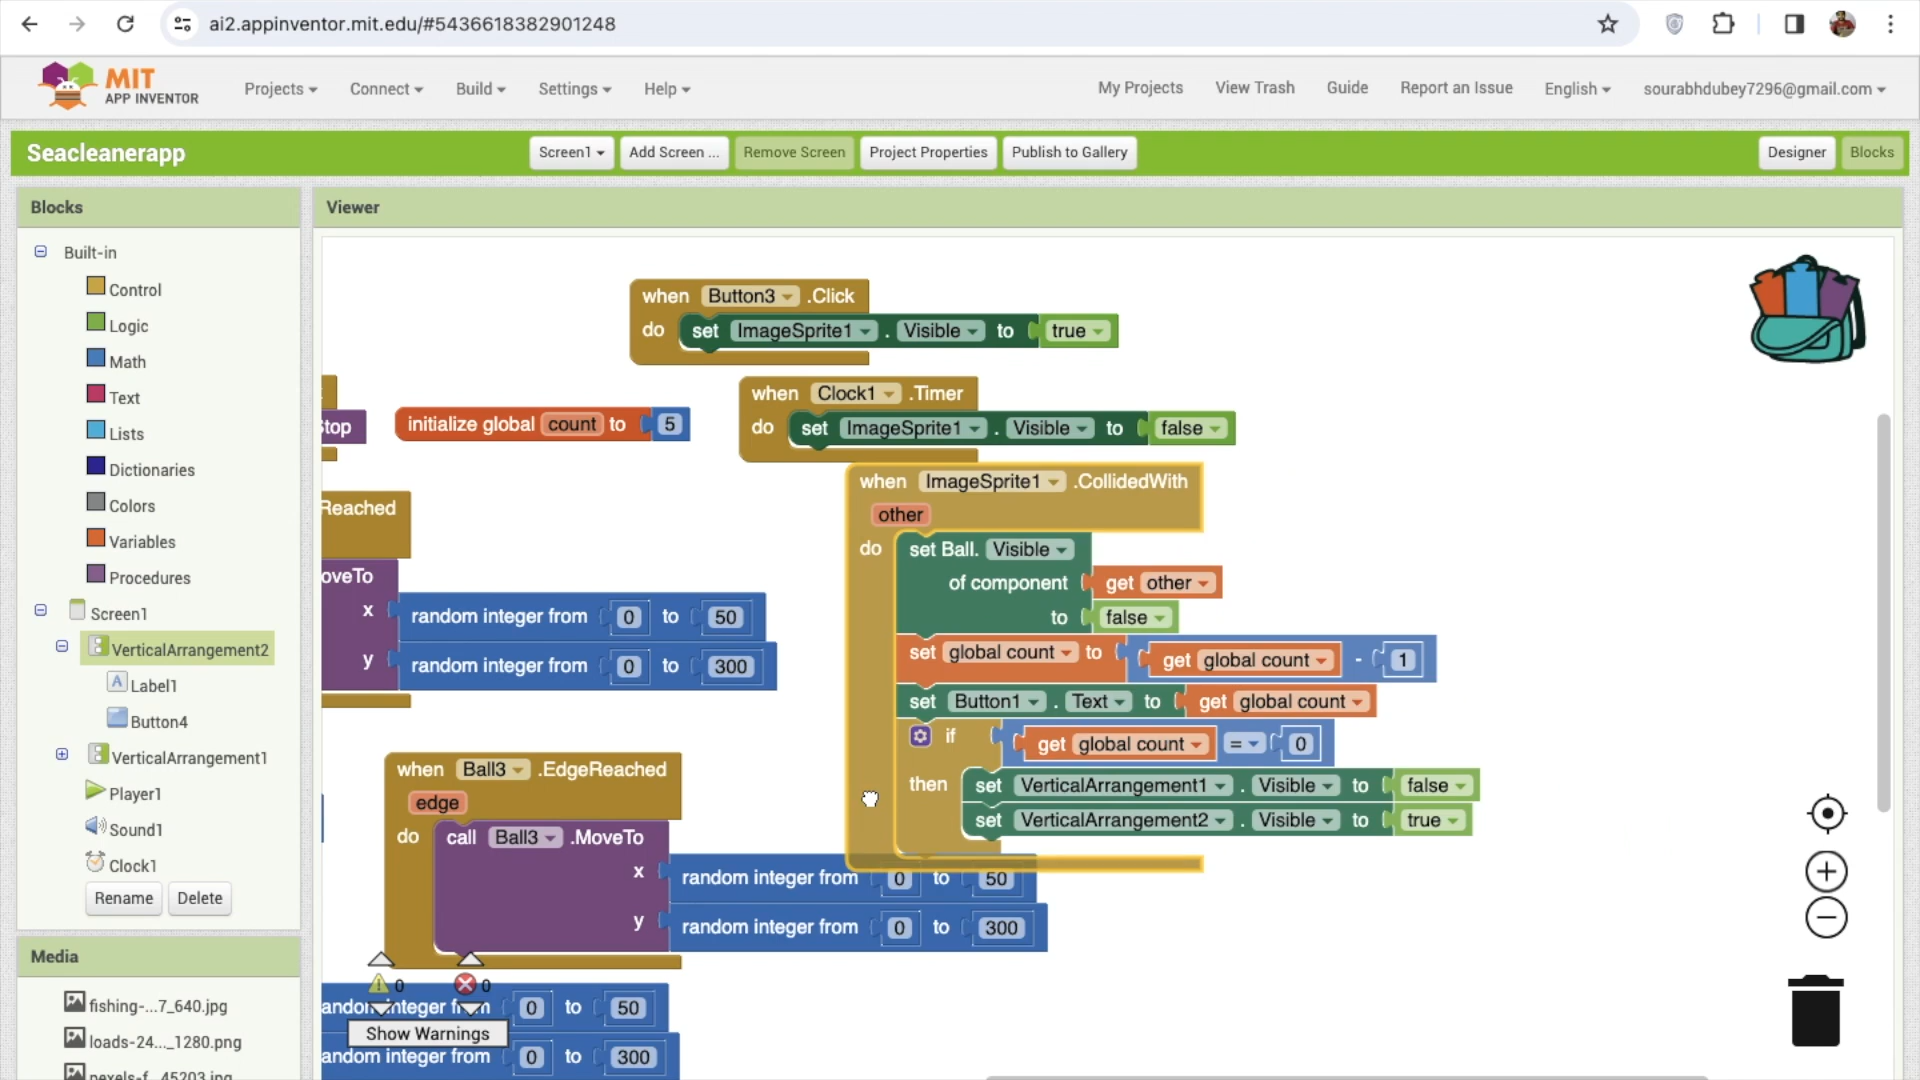 ai2.appinventor.mit.edu/#5436618382901248
MIT
APP INVENTOR
Projects
Connect
Build
Settings
Help
My Projects
View Trash
Guide
Report an Issue
English
sourabhdubey7296@gmail.com
Seacleanerapp
Screen1
Add Screen ...
Remove Screen
Project Properties
Publish to Gallery
Designer
Blocks
Blocks
Built-in
Control
Logic
Math
Text
Lists
Dictionaries
Colors
Variables
Procedures
Screen1
VerticalArrangement2
A Label1
Button4
VerticalArrangement1
Player1
Sound1
Clock1
Rename
Delete
Media
fishing-...7_640.jpg
loads-24..._1280.png
pexels-f...45203.jpg
Viewer
when Button3 .Click
do set ImageSprite1 . Visible to true
when Clock1 .Timer
do set ImageSprite1 . Visible to false
top
initialize global count to 5
when ImageSprite1 .CollidedWith
other
do set Ball. Visible
of component get other
to false
set global count to get global count - 1
set Button1 . Text to get global count
if get global count = 0
then set VerticalArrangement1 . Visible to false
set VerticalArrangement2 . Visible to true
Reached
oveTo
x random integer from 0 to 50
y random integer from 0 to 300
when Ball3 .EdgeReached
edge
do call Ball3 .MoveTo
x random integer from 0 to 50
y random integer from 0 to 300
0 0
andom integer from 0 to 50
Show Warnings
andom integer from 0 to 300